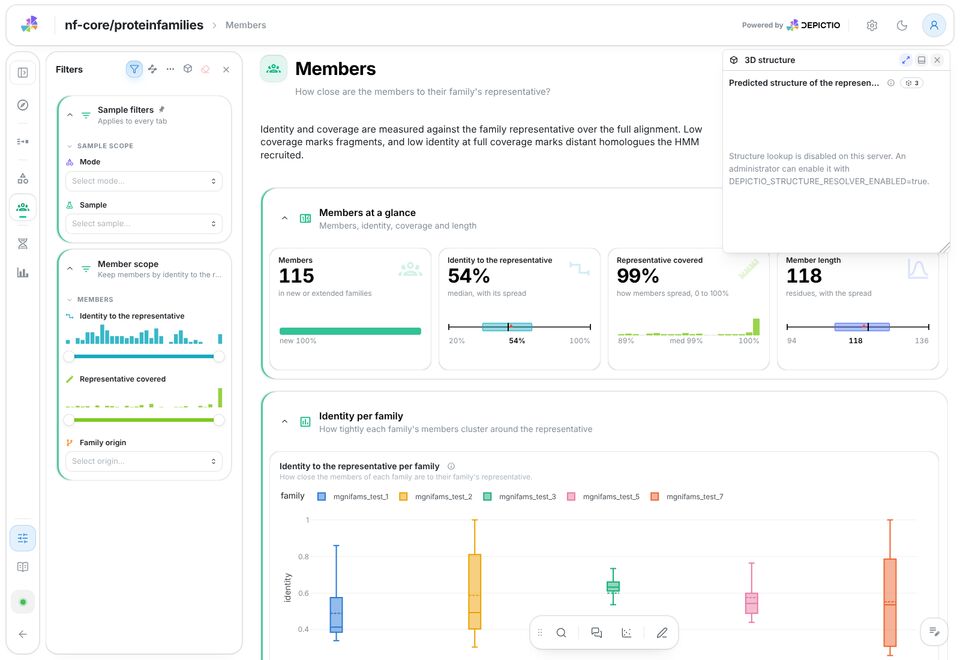 nf-core/proteinfamilies
Members
Powered by DEPICTIO
Filters
Sample filters
Applies to every tab
SAMPLE SCOPE
Mode
Select mode...
Sample
Select sample...
Member scope
Keep members by identity to the r...
MEMBERS
Identity to the representative
Representative covered
Family origin
Select origin...
Members
How close are the members to their family's representative?
Identity and coverage are measured against the family representative over the full alignment. Low
coverage marks fragments, and low identity at full coverage marks distant homologues the HMM
recruited.
3D structure
Predicted structure of the represen...
3
Structure lookup is disabled on this server. An
administrator can enable it with
DEPICTIO_STRUCTURE_RESOLVER_ENABLED=true.
Members at a glance
Members, identity, coverage and length
Members
115
in new or extended families
new 100%
Identity to the representative
54%
median, with its spread
20% 54% 100%
Representative covered
99%
how members spread, 0 to 100%
89% med 99% 100%
Member length
118
residues, with the spread
94 118 136
Identity per family
How tightly each family's members cluster around the representative
Identity to the representative per family
How close the members of each family are to their family's representative.
family mgnifams_test_1 mgnifams_test_2 mgnifams_test_3 mgnifams_test_5 mgnifams_test_7
1
0.8
0.6
0.4
identity